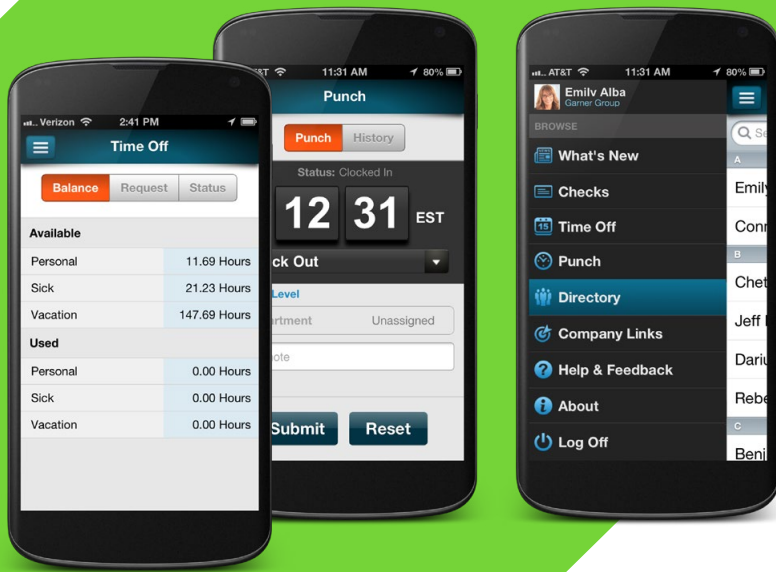 Verizon 2:41 PM
Time Off
Balance Request Status
Available
Personal 11.69 Hours
Sick 21.23 Hours
Vacation 147.69 Hours
Used
Personal 0.00 Hours
Sick 0.00 Hours
Vacation 0.00 Hours
11:31 AM 80%
Punch
Punch History
Status: Clocked In
12 31 EST
Out
Level
Unassigned
Submit Reset
AT&T 11:31 AM 80%
Emily Alba
Garner Group
BROWSE
What's New
Checks
15 Time Off
Punch
Directory
Company Links
Help & Feedback
About
Log Off
A
Emily
B
Jeff
C